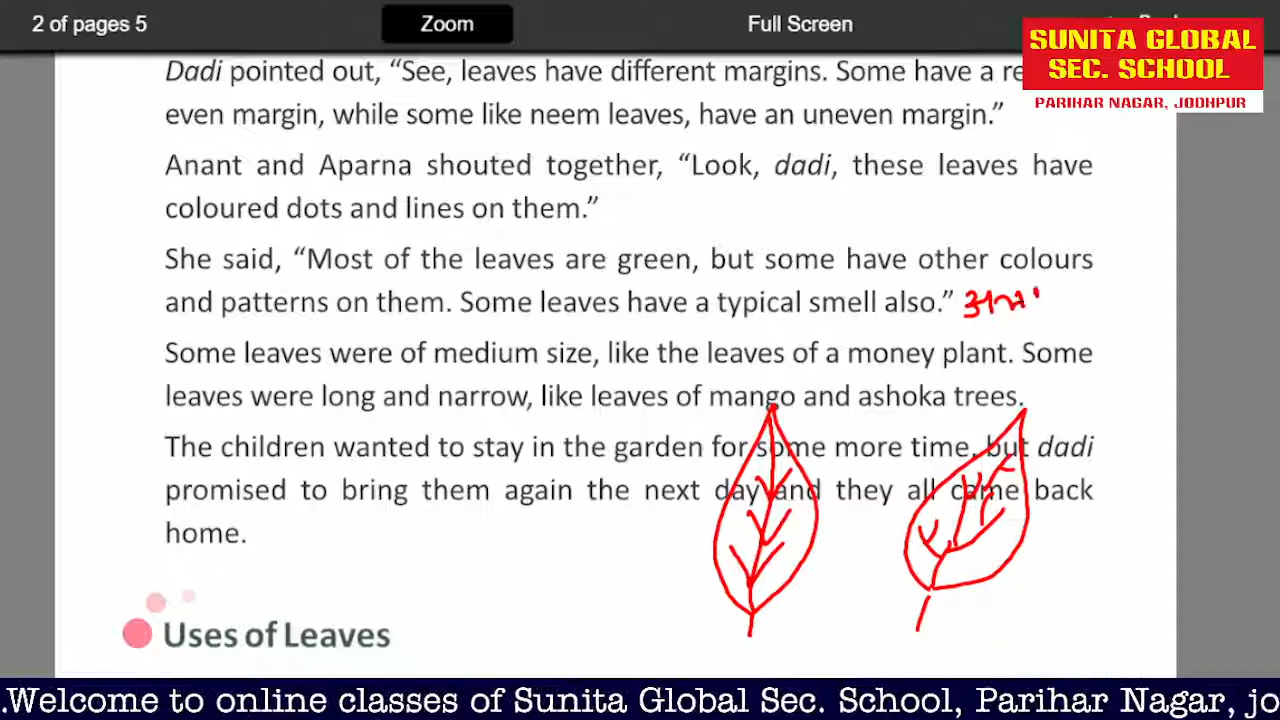 2 of pages 5
Zoom
Full Screen
SUNITA GLOBAL
SEC. SCHOOL
PARIHAR NAGAR, JODHPUR
Dadi pointed out, “See, leaves have different margins. Some have a
even margin, while some like neem leaves, have an uneven margin.”
Anant and Aparna shouted together, “Look, dadi, these leaves have
coloured dots and lines on them.”
She said, “Most of the leaves are green, but some have other colours
and patterns on them. Some leaves have a typical smell also.”
Some leaves were of medium size, like the leaves of a money plant. Some
leaves were long and narrow, like leaves of mango and ashoka trees.
The children wanted to stay in the garden for some more time, but dadi
promised to bring them again the next day and they all came back
home.
Uses of Leaves
.Welcome to online classes of Sunita Global Sec. School, Parihar Nagar, jo